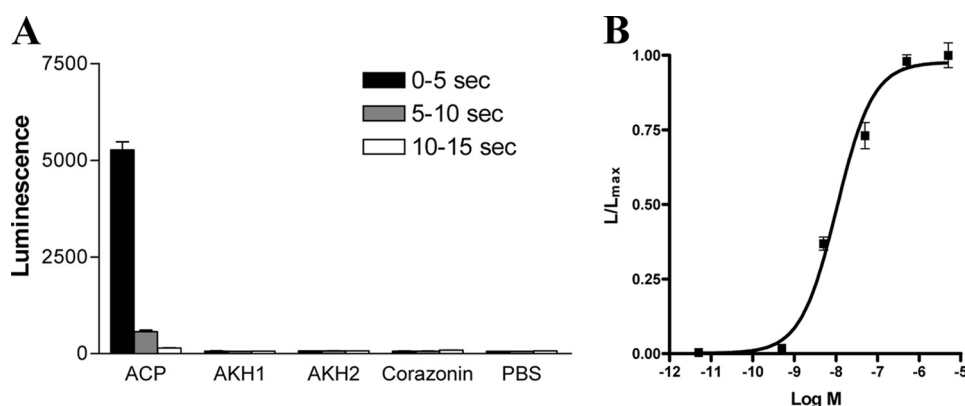 A
Luminescence
7500
5000
2500
0
0-5 sec
5-10 sec
10-15 sec
ACP AKH1 AKH2 Corazonin PBS
B
L/Lmax
1.00
0.75
0.50
0.25
0.00
-12 -11 -10 -9 -8 -7 -6 -5
Log M